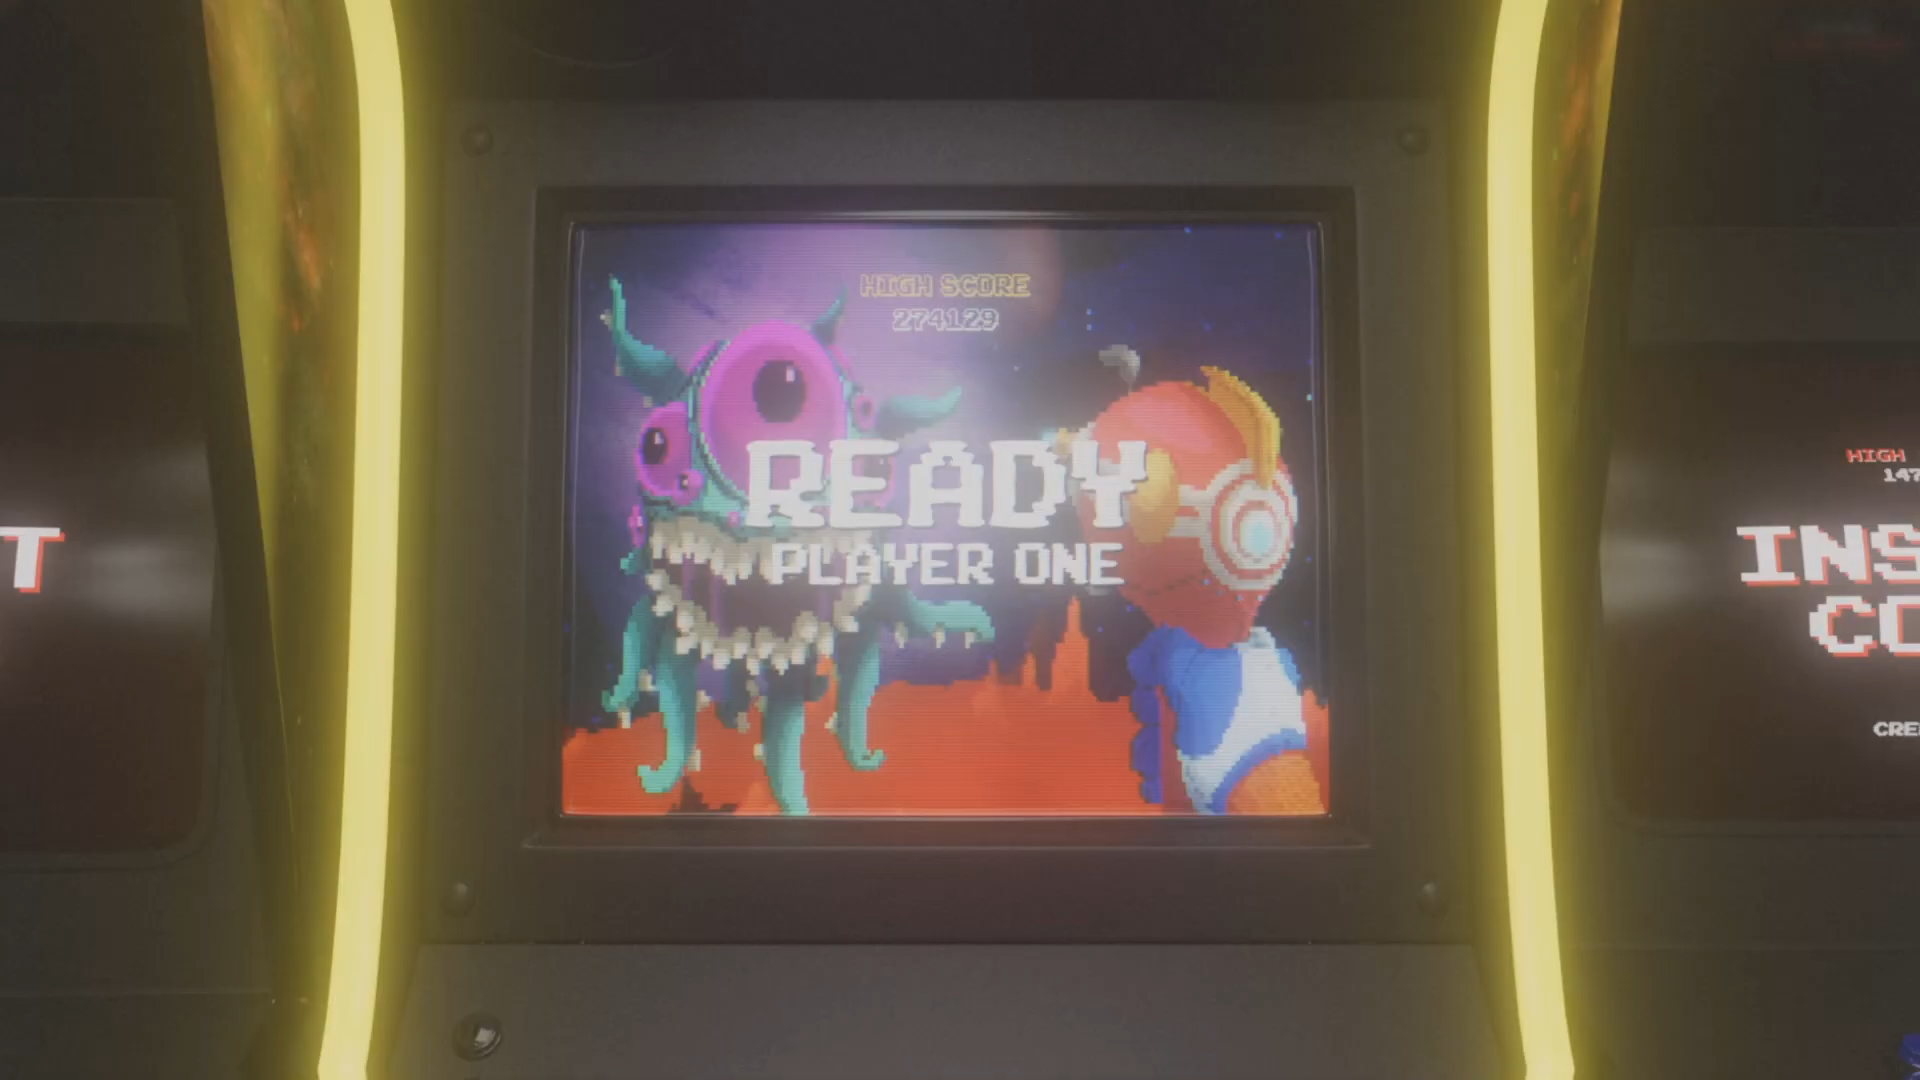 HIGH SCORE
274129
READY
PLAYER ONE
T
HIGH
147
INS
CO
CRE